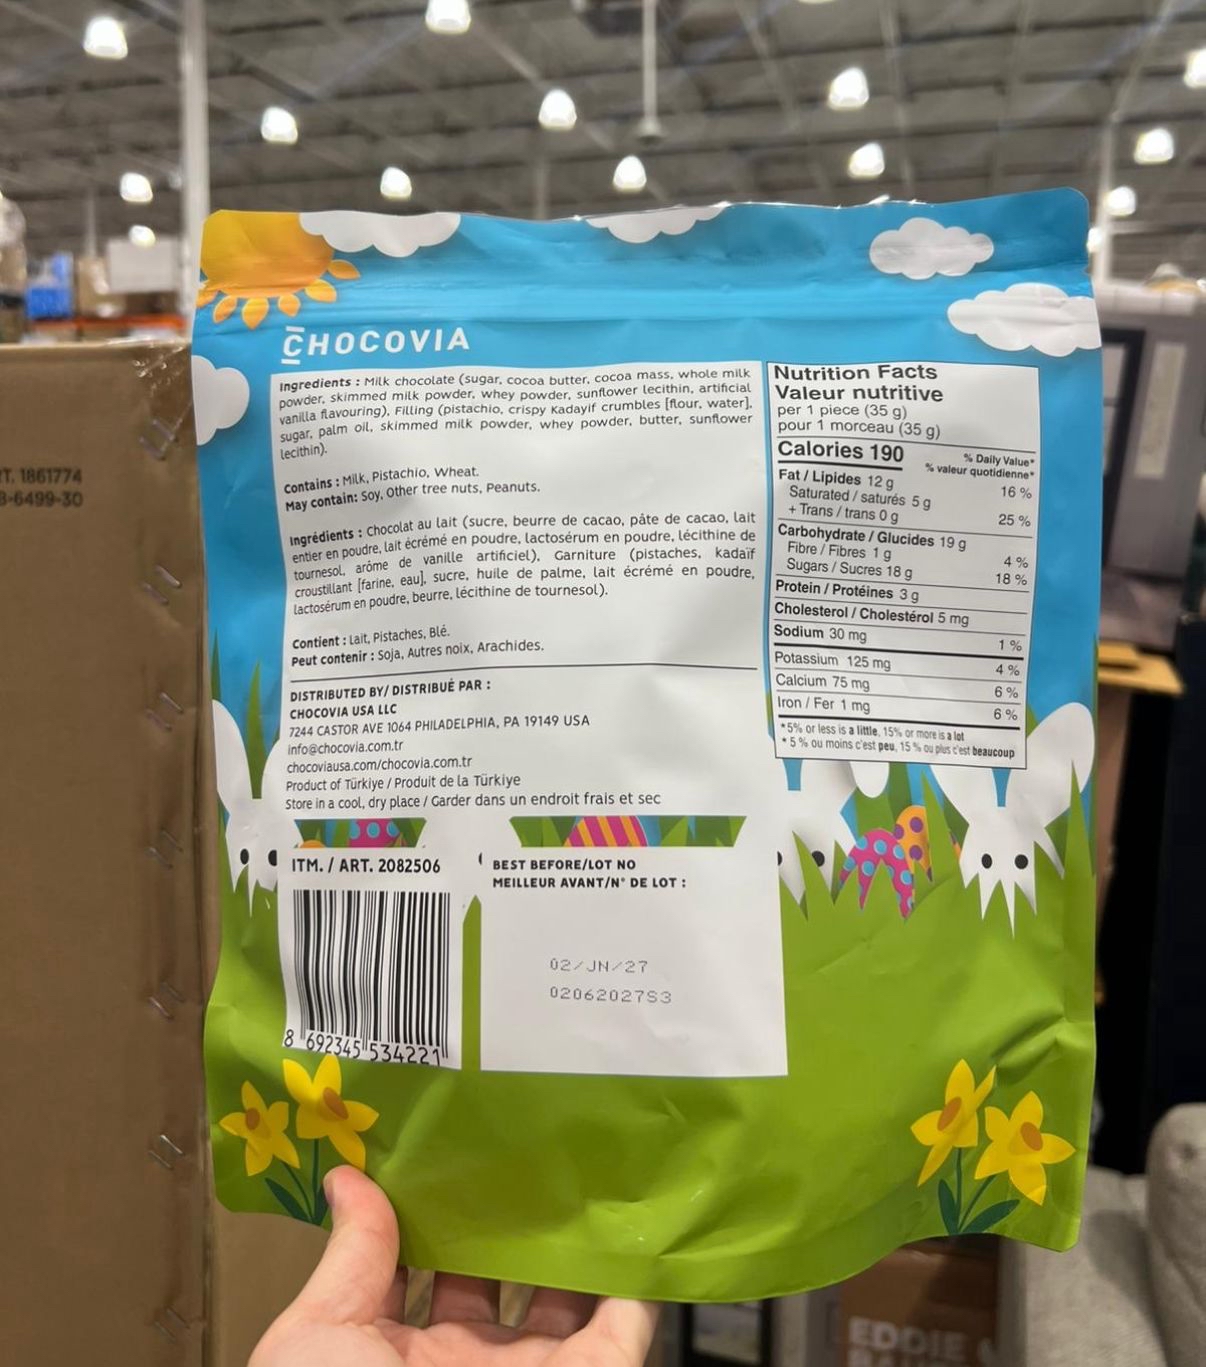 CHOCOVIA
Ingredients : Milk chocolate (sugar, cocoa butter, cocoa mass, whole milk
powder, skimmed milk powder, whey powder, sunflower lecithin, artificial
vanilla flavouring), Filling (pistachio, crispy Kadayif crumbles [flour, water],
sugar, palm oil, skimmed milk powder, whey powder, butter, sunflower
lecithin).
Contains : Milk, Pistachio, Wheat.
May contain: Soy, Other tree nuts, Peanuts.
Ingrédients : Chocolat au lait (sucre, beurre de cacao, pâte de cacao, lait
entier en poudre, lait écrémé en poudre, lactosérum en poudre, lécithine de
tournesol, arôme de vanille artificiel), Garniture (pistaches, kadaïf
croustillant [farine, eau], sucre, huile de palme, lait écrémé en poudre,
lactosérum en poudre, beurre, lécithine de tournesol).
Contient : Lait, Pistaches, Blé.
Peut contenir : Soja, Autres noix, Arachides.
DISTRIBUTED BY/ DISTRIBUÉ PAR :
CHOCOVIA USA LLC
7244 CASTOR AVE 1064 PHILADELPHIA, PA 19149 USA
info@chocovia.com.tr
chocoviausa.com/chocovia.com.tr
Product of Türkiye / Produit de la Türkiye
Store in a cool, dry place / Garder dans un endroit frais et sec
Nutrition Facts
Valeur nutritive
per 1 piece (35 g)
pour 1 morceau (35 g)
Calories 190
% Daily Value*
% valeur quotidienne*
Fat / Lipides 12 g 16 %
Saturated / saturés 5 g
+ Trans / trans 0 g 25 %
Carbohydrate / Glucides 19 g
Fibre / Fibres 1 g 4 %
Sugars / Sucres 18 g 18 %
Protein / Protéines 3 g
Cholesterol / Cholestérol 5 mg
Sodium 30 mg 1 %
Potassium 125 mg 4 %
Calcium 75 mg 6 %
Iron / Fer 1 mg 6 %
*5% or less is a little, 15% or more is a lot
*5 % ou moins c'est peu, 15 % ou plus c'est beaucoup
ITM. / ART. 2082506
8 692345 534221
BEST BEFORE/LOT NO
MEILLEUR AVANT/N° DE LOT :
02/JN/27
02062027S3
RT. 1861774
8-6499-30
EDDIE